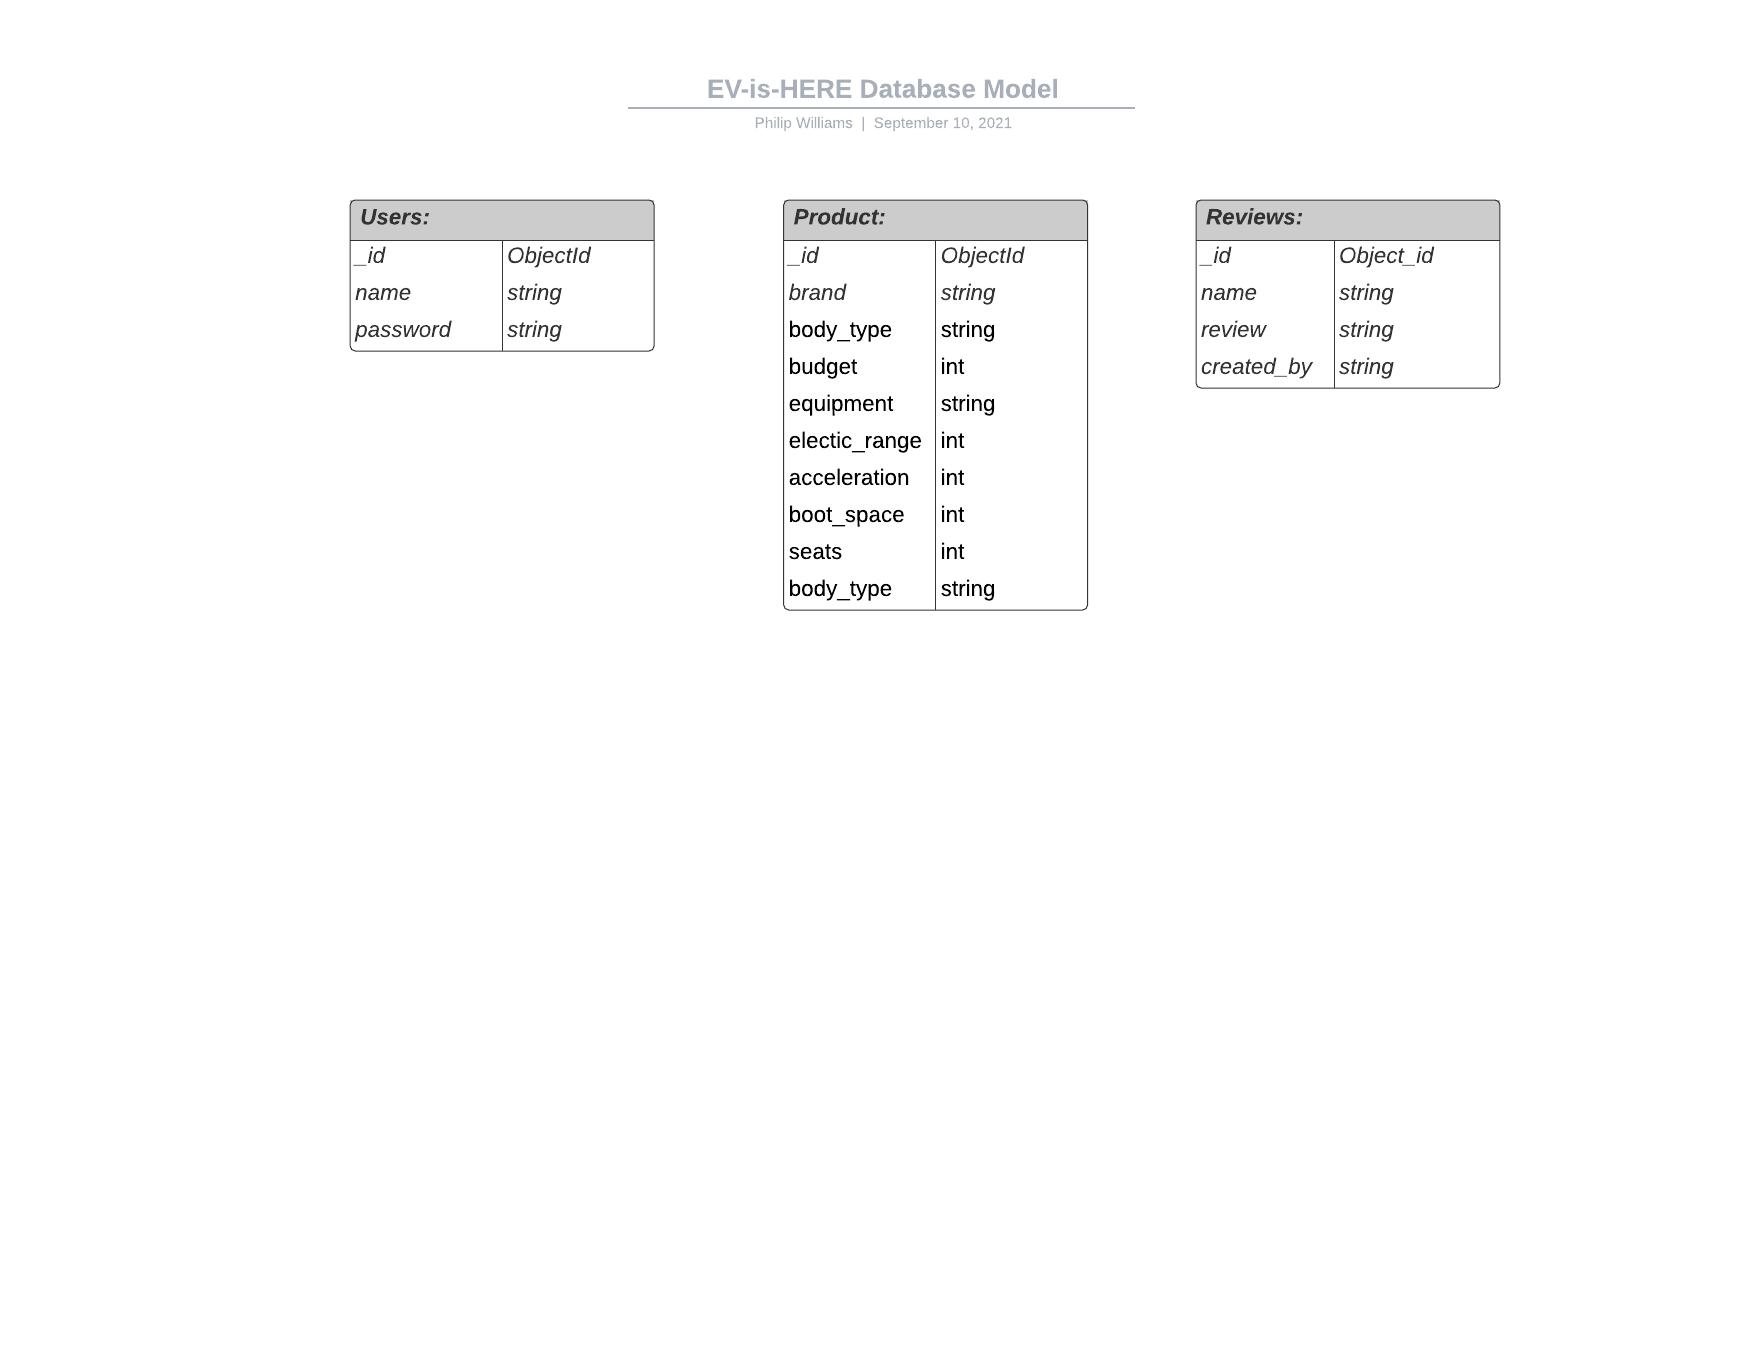 EV-is-HERE Database Model
Philip Williams | September 10, 2021
Users:
_id ObjectId
name string
password string
Product:
_id ObjectId
brand string
body_type string
budget int
equipment string
electic_range int
acceleration int
boot_space int
seats int
body_type string
Reviews:
_id Object_id
name string
review string
created_by string